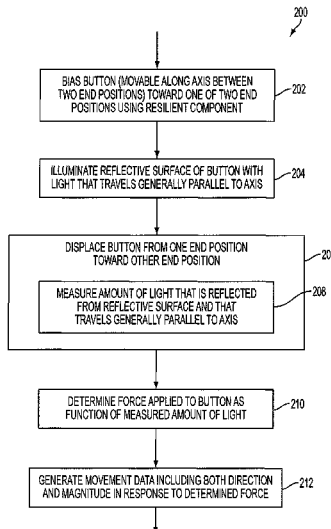 200
BIAS BUTTON (MOVABLE ALONG AXIS BETWEEN
TWO END POSITIONS) TOWARD ONE OF TWO END
POSITIONS USING RESILIENT COMPONENT
202
ILLUMINATE REFLECTIVE SURFACE OF BUTTON WITH
LIGHT THAT TRAVELS GENERALLY PARALLEL TO AXIS
204
DISPLACE BUTTON FROM ONE END POSITION
TOWARD OTHER END POSITION
20
MEASURE AMOUNT OF LIGHT THAT IS REFLECTED
FROM REFLECTIVE SURFACE AND THAT
TRAVELS GENERALLY PARALLEL TO AXIS
208
DETERMINE FORCE APPLIED TO BUTTON AS
FUNCTION OF MEASURED AMOUNT OF LIGHT
210
GENERATE MOVEMENT DATA INCLUDING BOTH DIRECTION
AND MAGNITUDE IN RESPONSE TO DETERMINED FORCE
212